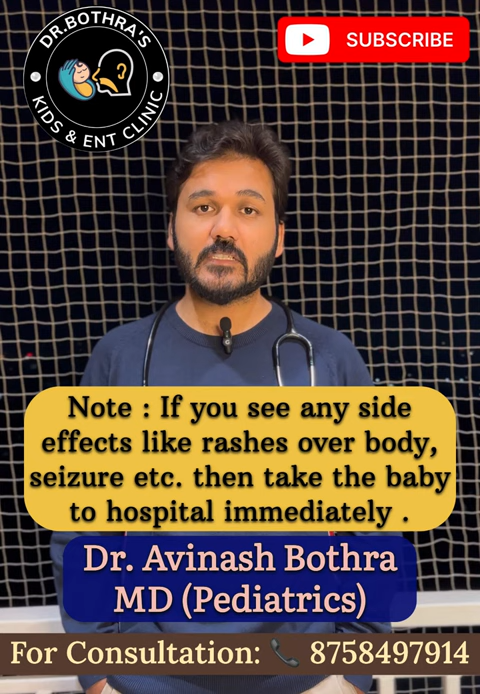 DR.BOTHRA'S
KIDS & ENT CLINIC
SUBSCRIBE
Note : If you see any side
effects like rashes over body,
seizure etc. then take the baby
to hospital immediately .
Dr. Avinash Bothra
MD (Pediatrics)
For Consultation: 📞 8758497914